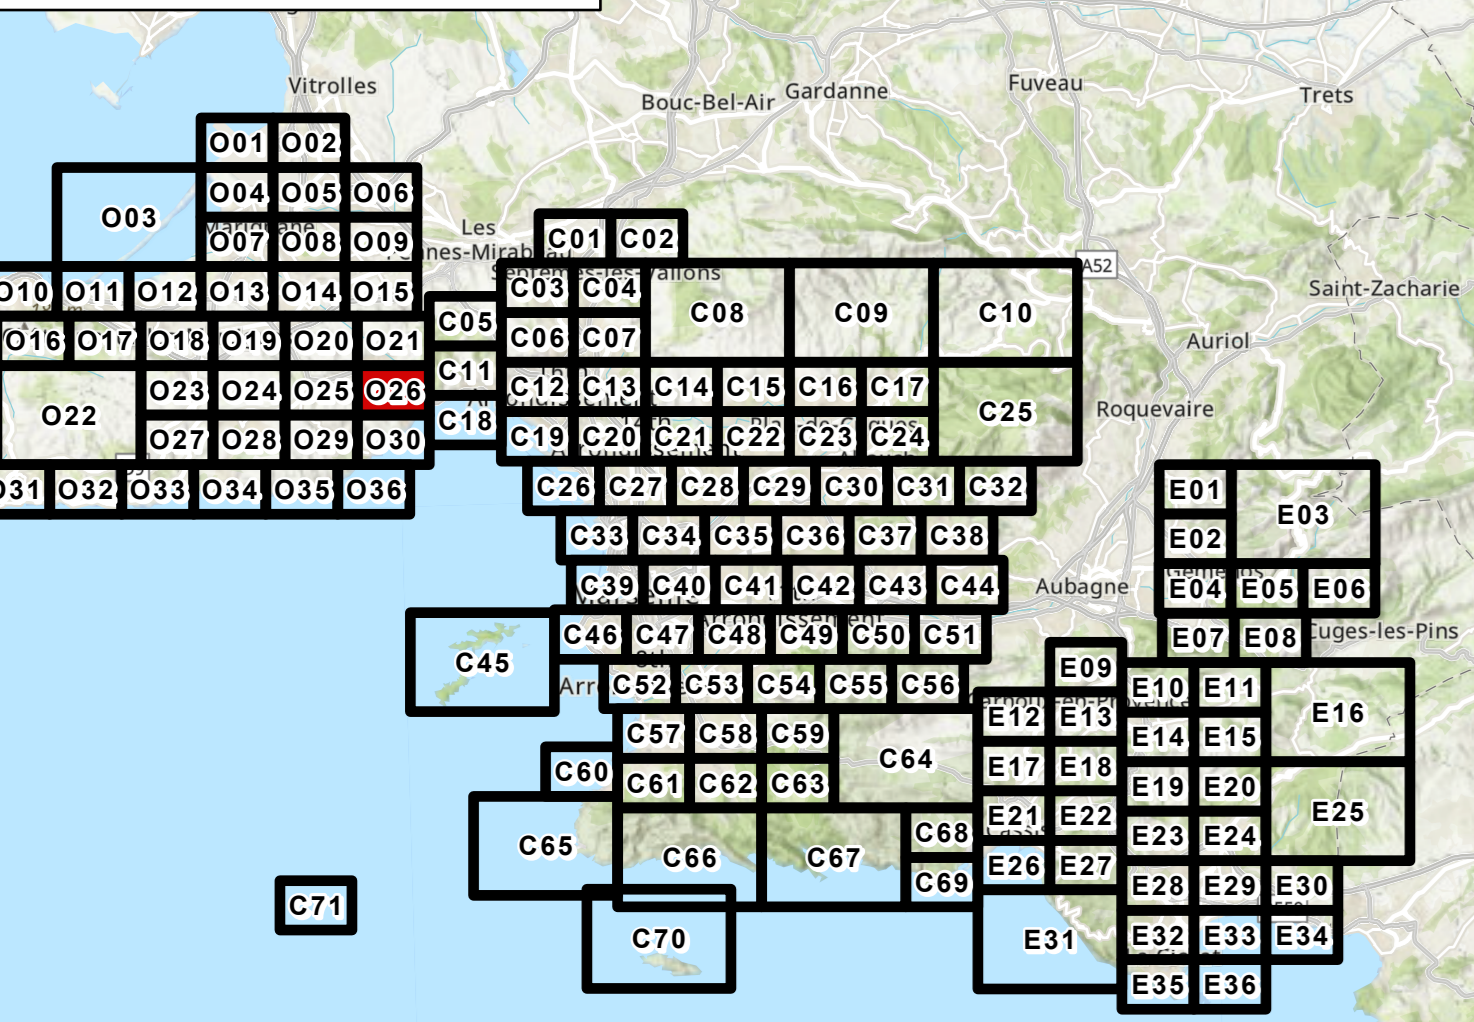 Vitrolles
Bouc-Bel-Air
Gardanne
Fuveau
Trets
O01 O02
O03 O04 O05 O06
O07 O08 O09
Les
C01 C02
A52
O10 O11 O12 O13 O14 O15
C03 C04
Septèmes-les-Vallons
C05 C08 C09 C10
Saint-Zacharie
O16 O17 O18 O19 O20 O21
C06 C07
Auriol
C11
O22 O23 O24 O25 O26
C12 C13 C14 C15 C16 C17
C18 C25
Roquevaire
O27 O28 O29 O30
C19 C20 C21 C22 C23 C24
O31 O32 O33 O34 O35 O36
C26 C27 C28 C29 C30 C31 C32
E01 E03
C33 C34 C35 C36 C37 C38
E02
C39 C40 C41 C42 C43 C44
Aubagne
E04 E05 E06
C45 C46 C47 C48 C49 C50 C51
E07 E08
Cuges-les-Pins
E09
C52 C53 C54 C55 C56
E10 E11
E12 E13 E16
C57 C58 C59
E14 E15
C60 C61 C62 C63 C64
E17 E18
E19 E20
E21 E22 E25
C65 C66 C67 C68
E23 E24
C69
E26 E27
E28 E29 E30
C71
C70 E31
E32 E33 E34
E35 E36